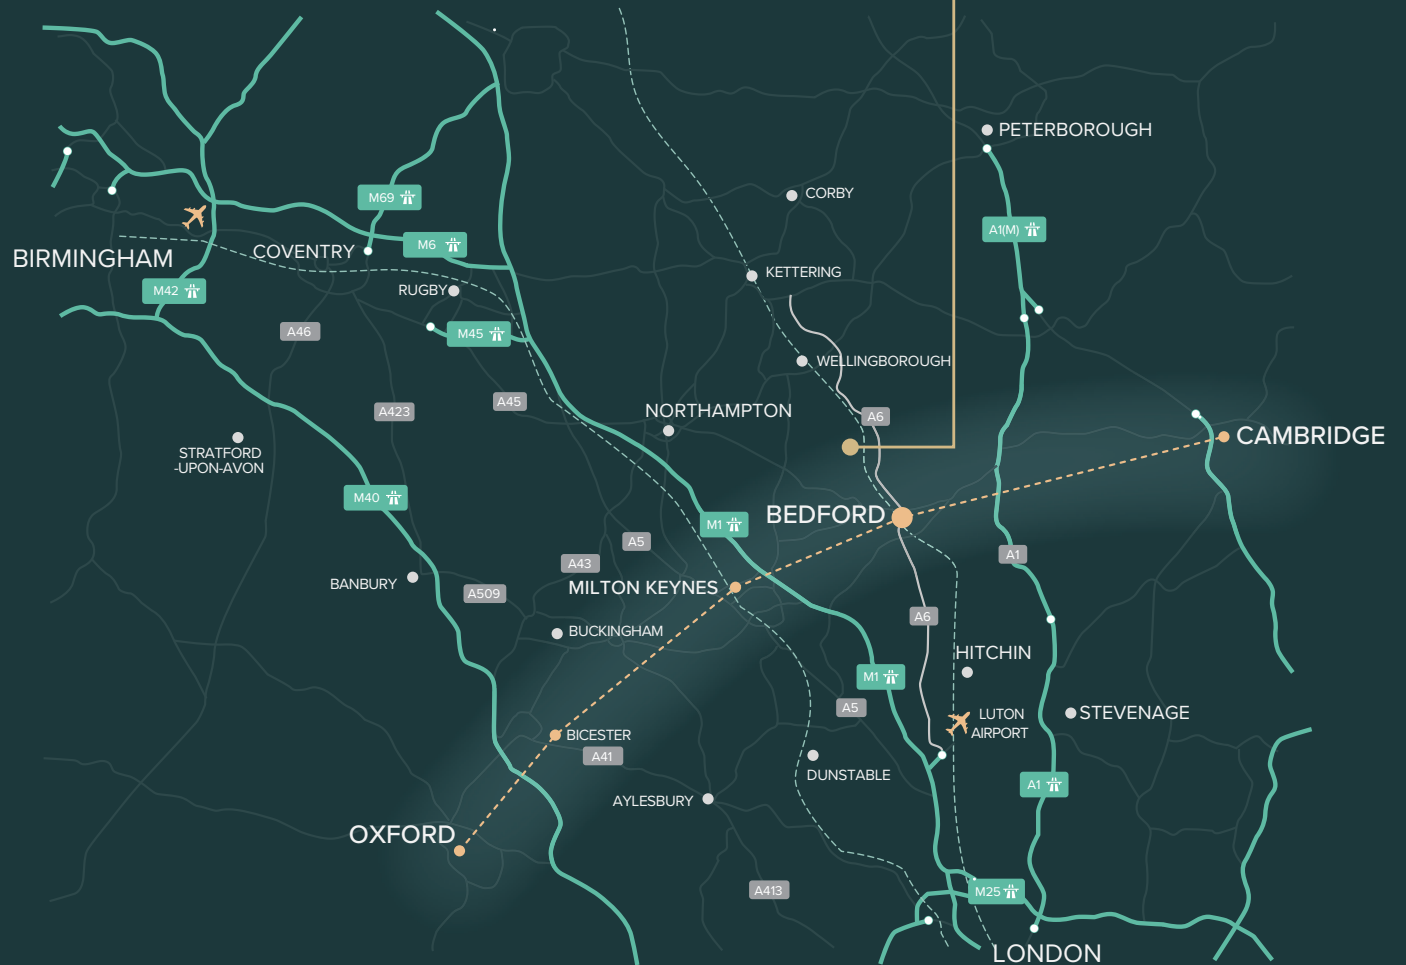 PETERBOROUGH
M69
CORBY
A1(M)
COVENTRY
M6
BIRMINGHAM
KETTERING
M42
RUGBY
A46
M45
WELLINGBOROUGH
A45
A423
NORTHAMPTON
A6
CAMBRIDGE
STRATFORD
-UPON-AVON
M40
BEDFORD
M1
A5
A43
A1
BANBURY
MILTON KEYNES
A509
A6
BUCKINGHAM
HITCHIN
M1
A5
LUTON
AIRPORT
STEVENAGE
BICESTER
A41
DUNSTABLE
A1
AYLESBURY
OXFORD
A413
M25
LONDON